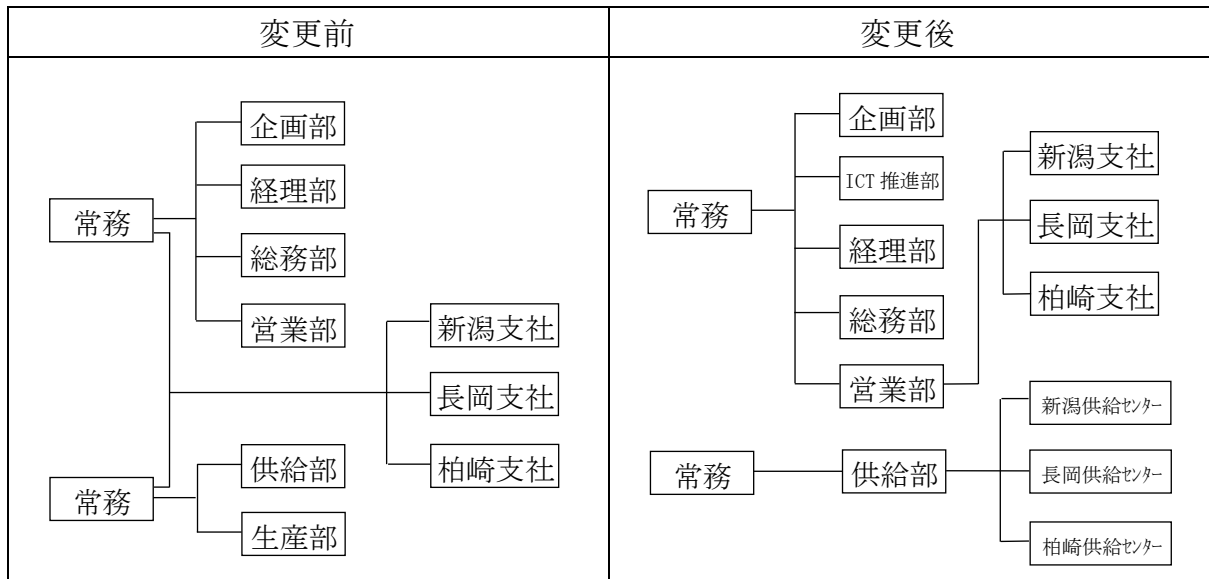 変更前
変更後
企画部
経理部
常務
総務部
営業部
新潟支社
長岡支社
柏崎支社
供給部
常務
生産部
企画部
ICT 推進部
常務
経理部
総務部
営業部
新潟支社
長岡支社
柏崎支社
常務
供給部
新潟供給ｾﾝﾀｰ
長岡供給ｾﾝﾀｰ
柏崎供給ｾﾝﾀｰ